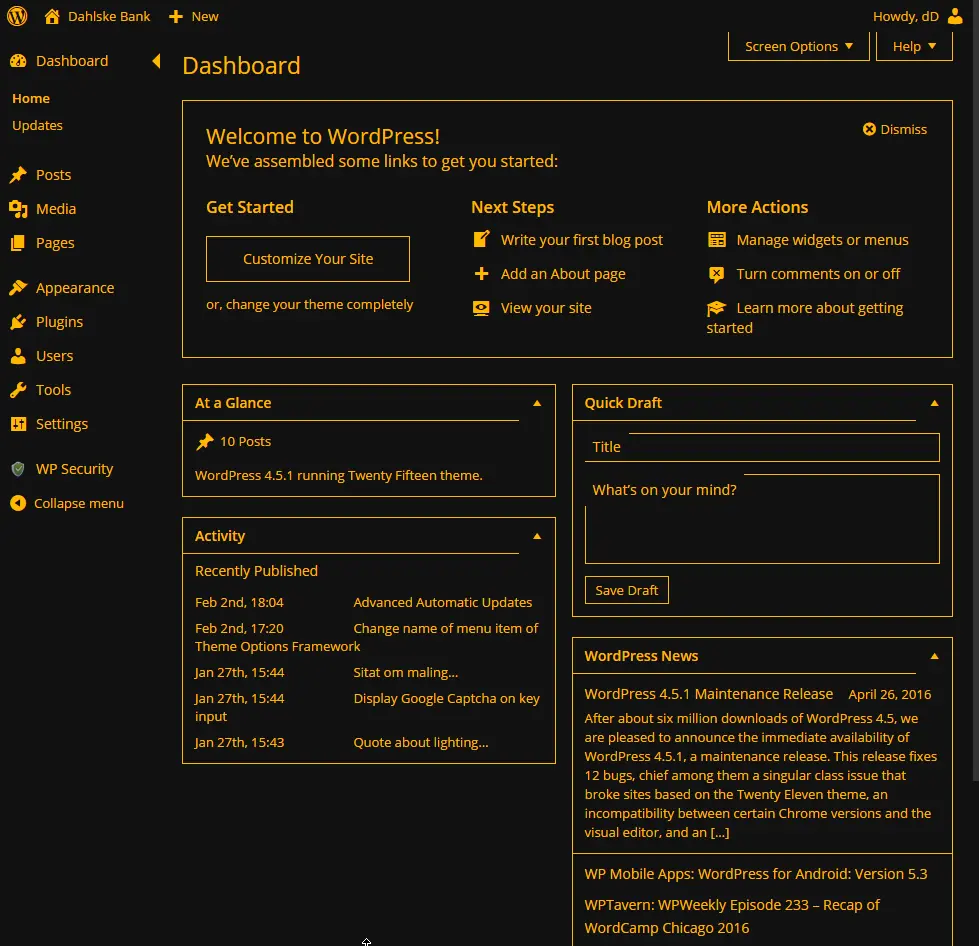 Dahlske Bank New Howdy, dD
Screen Options Help
Dashboard
Home
Updates
Posts
Media
Pages
Appearance
Plugins
Users
Tools
Settings
WP Security
Collapse menu
Dashboard
Welcome to WordPress!
Dismiss
We've assembled some links to get you started:
Get Started
Customize Your Site
or, change your theme completely
Next Steps
Write your first blog post
Add an About page
View your site
More Actions
Manage widgets or menus
Turn comments on or off
Learn more about getting
started
At a Glance
10 Posts
WordPress 4.5.1 running Twenty Fifteen theme.
Activity
Recently Published
Feb 2nd, 18:04 Advanced Automatic Updates
Feb 2nd, 17:20 Change name of menu item of
Theme Options Framework
Jan 27th, 15:44 Sitat om maling...
Jan 27th, 15:44 Display Google Captcha on key
input
Jan 27th, 15:43 Quote about lighting...
Quick Draft
Title
What's on your mind?
Save Draft
WordPress News
WordPress 4.5.1 Maintenance Release April 26, 2016
After about six million downloads of WordPress 4.5, we
are pleased to announce the immediate availability of
WordPress 4.5.1, a maintenance release. This release fixes
12 bugs, chief among them a singular class issue that
broke sites based on the Twenty Eleven theme, an
incompatibility between certain Chrome versions and the
visual editor, and an [...]
WP Mobile Apps: WordPress for Android: Version 5.3
WPTavern: WPWeekly Episode 233 – Recap of
WordCamp Chicago 2016